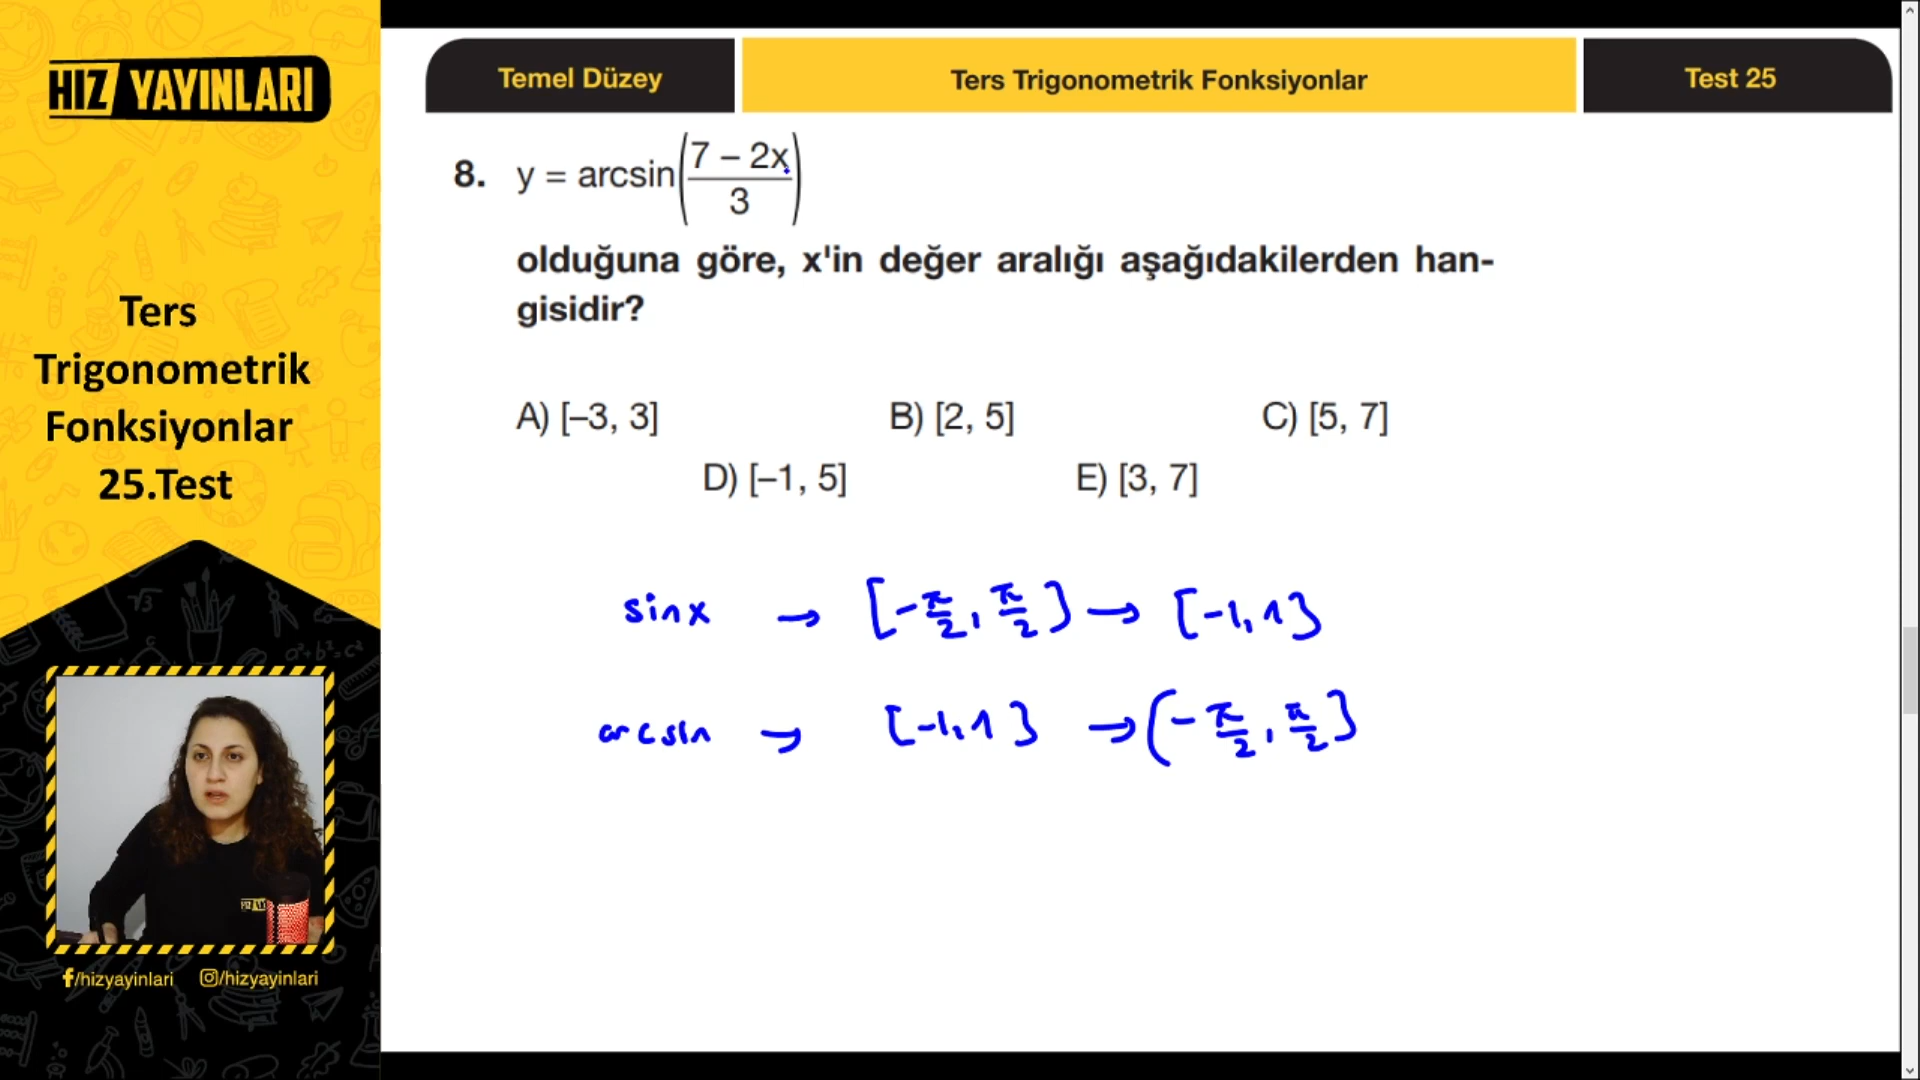 HIZ YAYINLARI
Ters
Trigonometrik
Fonksiyonlar
25.Test
/hizyayinlari /hizyayinlari
Temel Düzey
Ters Trigonometrik Fonksiyonlar
Test 25
8. y = arcsin((7 – 2x)/3)
olduğuna göre, x'in değer aralığı aşağıdakilerden han-
gisidir?
A) [–3, 3] B) [2, 5] C) [5, 7]
D) [–1, 5] E) [3, 7]
sinx → [-π/2, π/2] → [-1, 1]
arcsin → [-1, 1] → [-π/2, π/2]